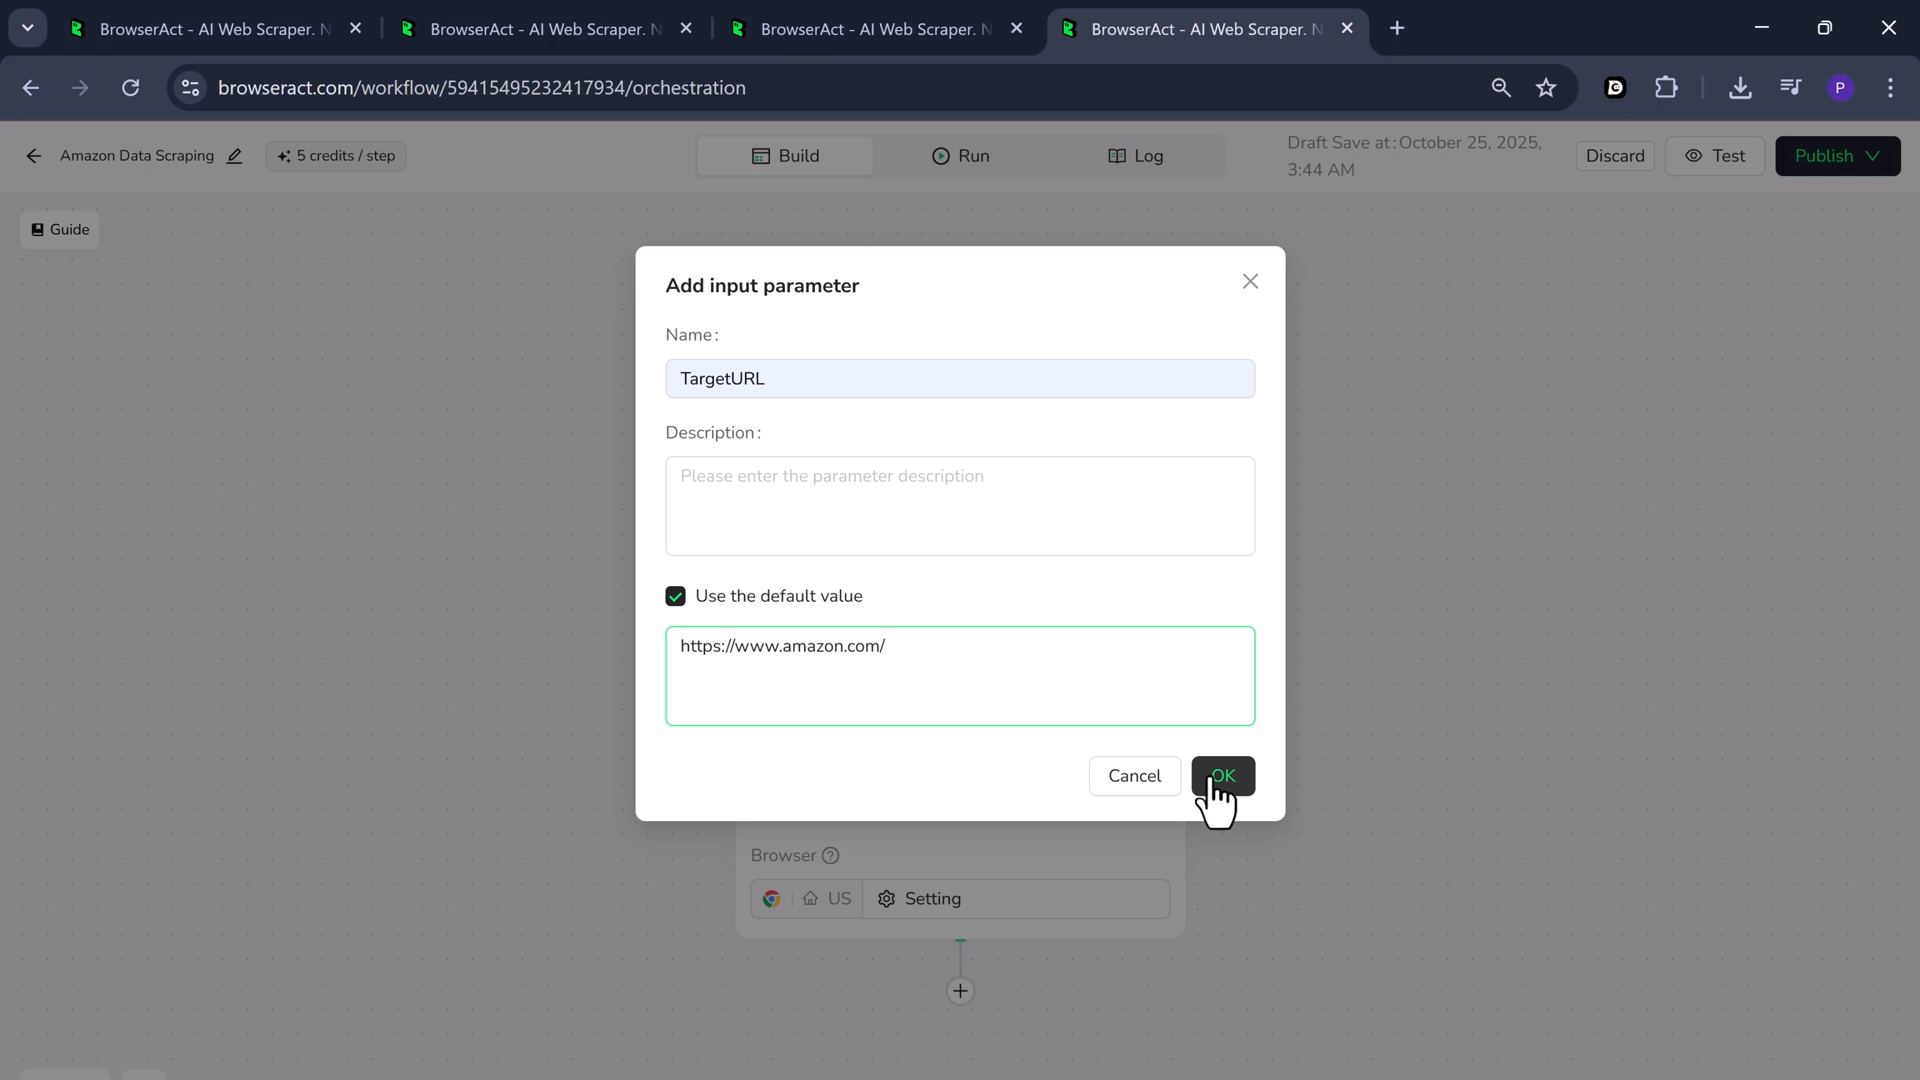 BrowserAct - AI Web Scraper. N
BrowserAct - AI Web Scraper. N
BrowserAct - AI Web Scraper. N
BrowserAct - AI Web Scraper. N
browseract.com/workflow/59415495232417934/orchestration
P
Amazon Data Scraping
5 credits / step
Build
Run
Log
Draft Save at: October 25, 2025,
3:44 AM
Discard
Test
Publish
Guide
Add input parameter
Name:
TargetURL
Description:
Please enter the parameter description
Use the default value
https://www.amazon.com/
Cancel
OK
Browser
US
Setting